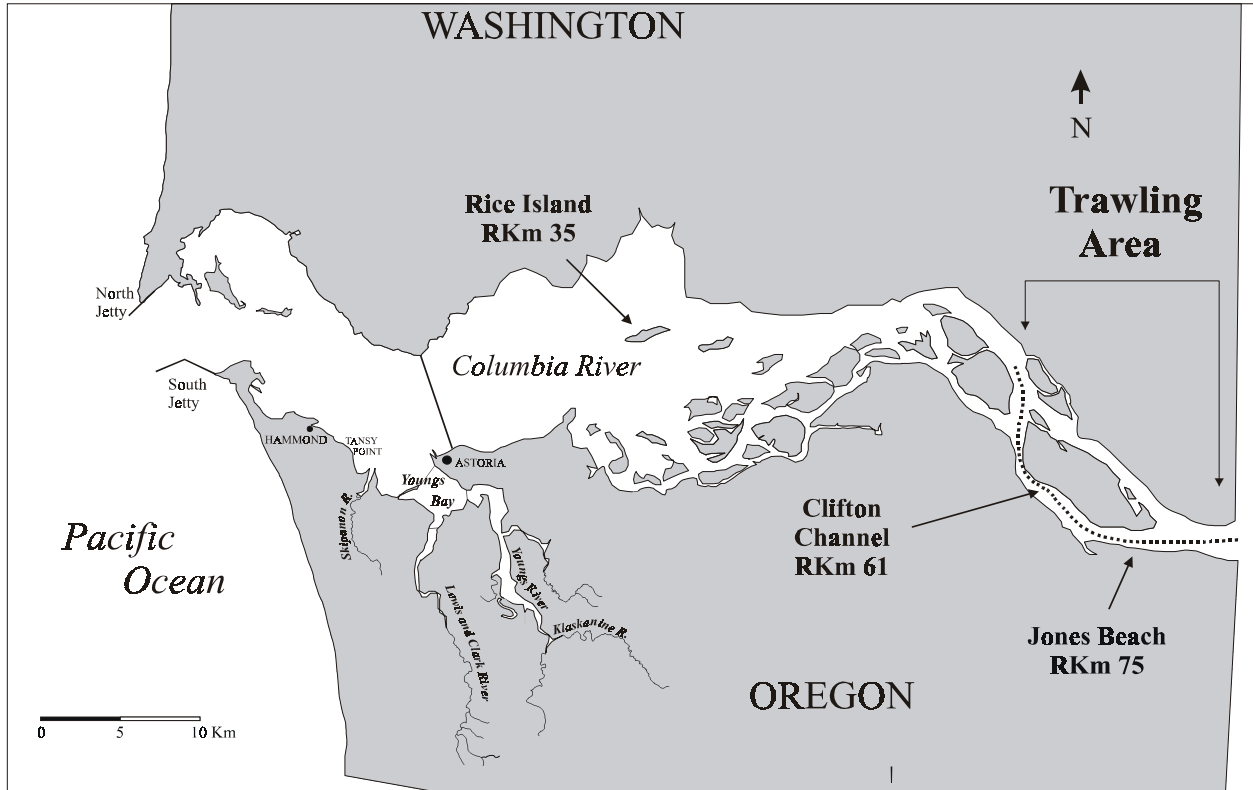 WASHINGTON
N
Trawling
Area
Rice Island
RKm 35
North
Jetty
Columbia River
South
Jetty
HAMMOND
TANSY
POINT
ASTORIA
Youngs
Bay
Skipanon R.
Clifton
Channel
RKm 61
Pacific
Ocean
Youngs River
Lewis and Clark River
Klaskanine R.
Jones Beach
RKm 75
OREGON
0 5 10 Km